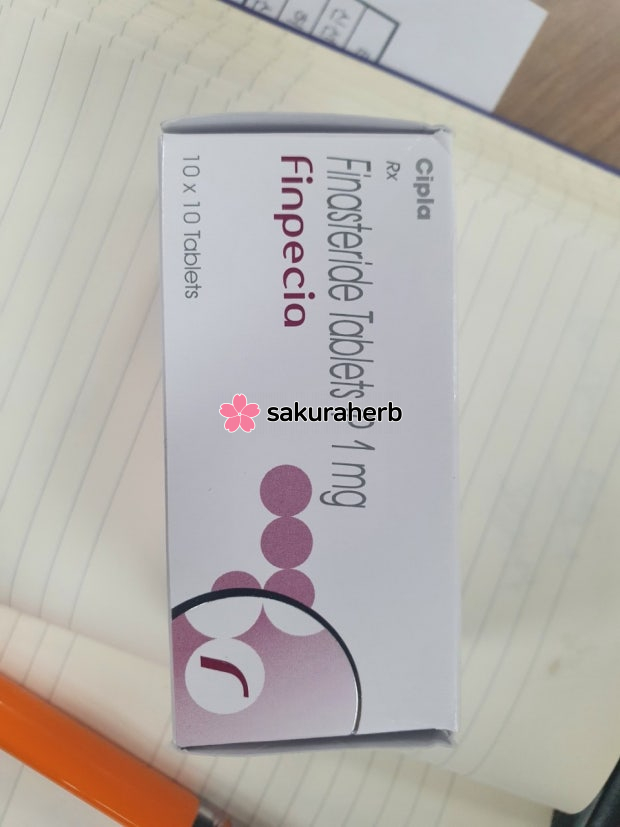 Cipla
Rx
Finasteride Tablets
1 mg
Finpecia
10 x 10 Tablets
sakuraherb